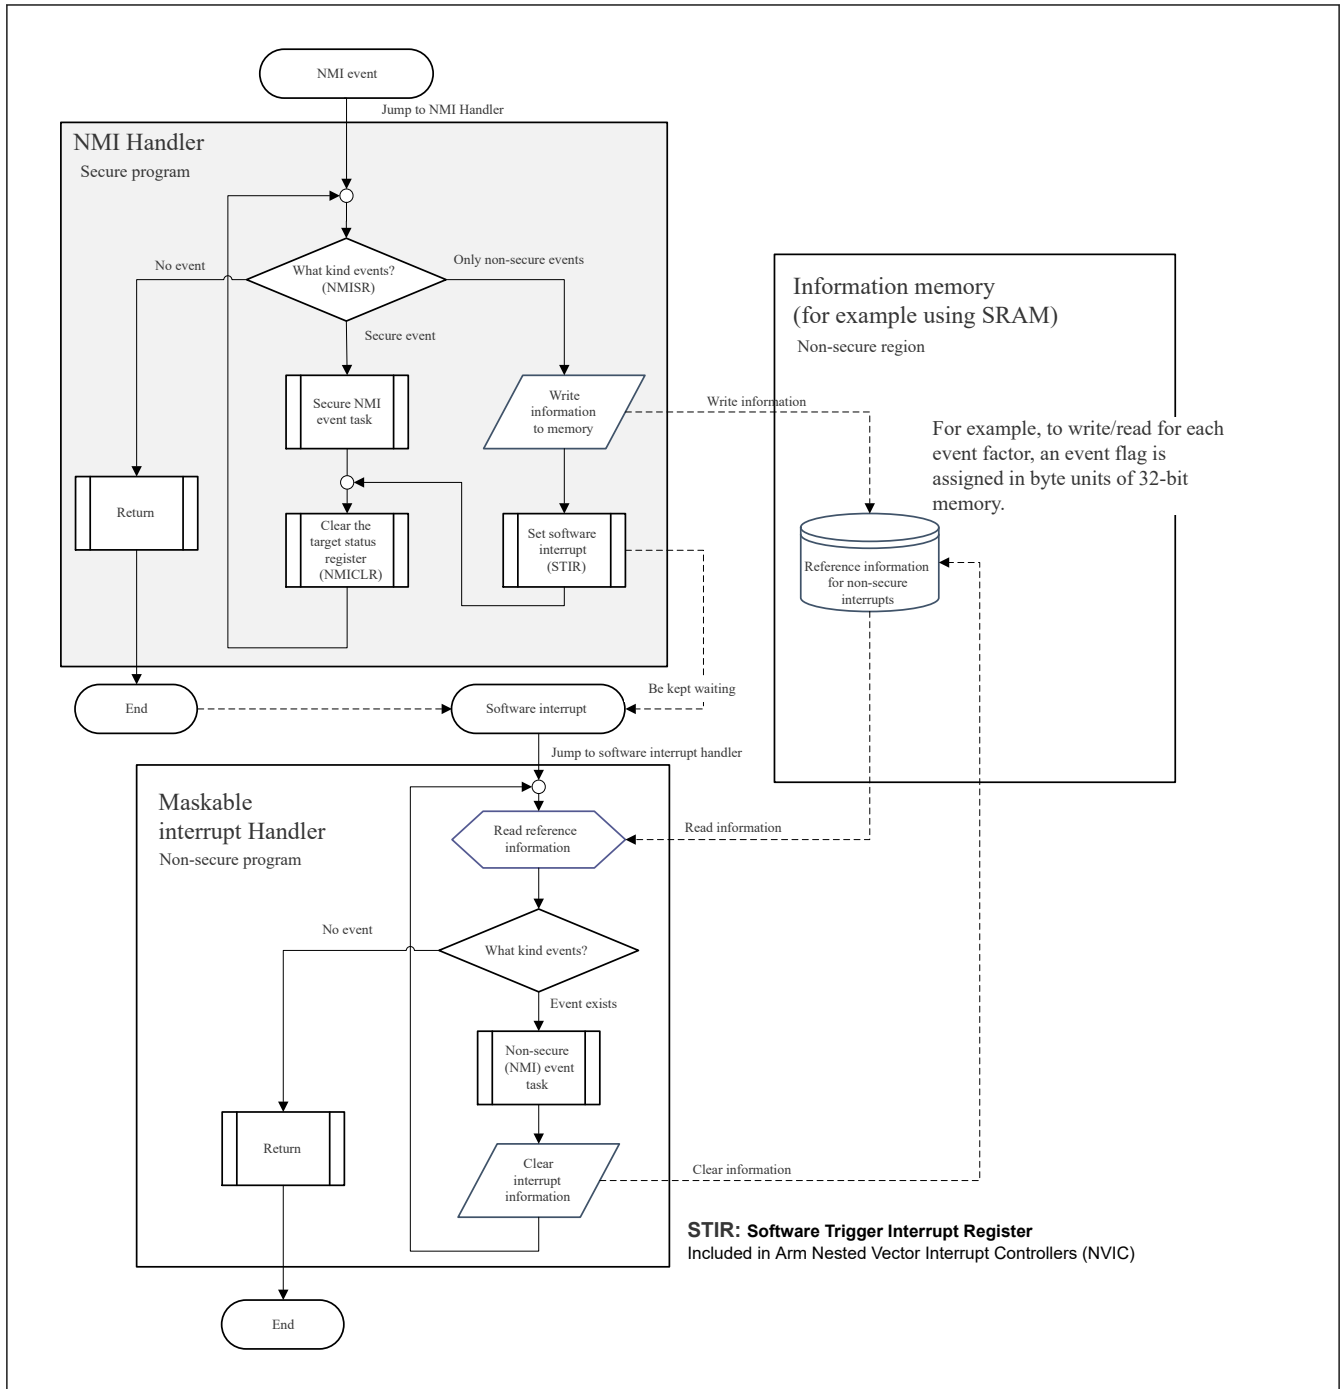 NMI event
Jump to NMI Handler
NMI Handler
Secure program
No event
What kind events?
(NMISR)
Only non-secure events
Secure event
Secure NMI
event task
Write
information
to memory
Write information
Return
Clear the
target status
register
(NMICLR)
Set software
interrupt
(STIR)
Information memory
(for example using SRAM)
Non-secure region
For example, to write/read for each
event factor, an event flag is
assigned in byte units of 32-bit
memory.
Reference information
for non-secure
interrupts
Be kept waiting
End
Software interrupt
Jump to software interrupt handler
Maskable
interrupt Handler
Non-secure program
Read reference
information
Read information
No event
What kind events?
Event exists
Non-secure
(NMI) event
task
Return
Clear
interrupt
information
Clear information
STIR: Software Trigger Interrupt Register
Included in Arm Nested Vector Interrupt Controllers (NVIC)
End